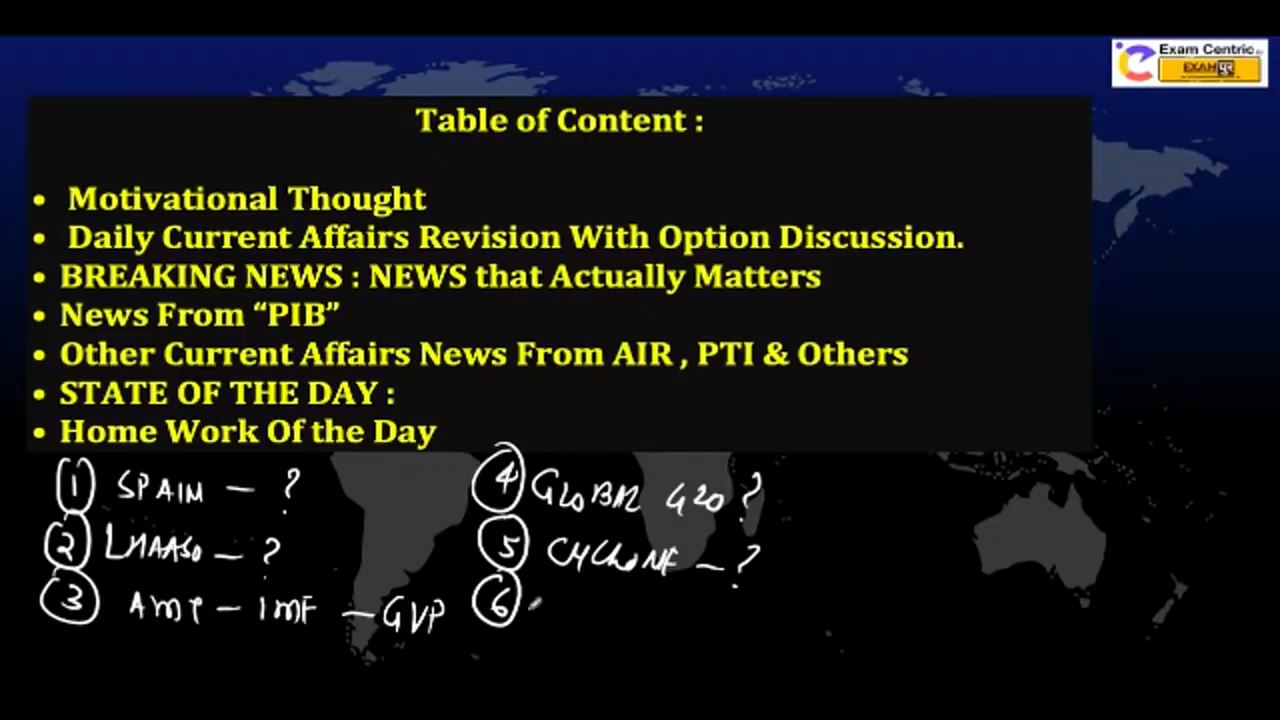 Exam Centric
EXAMपुर
Table of Content :
• Motivational Thought
• Daily Current Affairs Revision With Option Discussion.
• BREAKING NEWS : NEWS that Actually Matters
• News From “PIB”
• Other Current Affairs News From AIR , PTI & Others
• STATE OF THE DAY :
• Home Work Of the Day
① SPAIN — ?
② LHAASO — ?
③ — IMF — GVP
④ GLOBAL G20 ?
⑤ CYCLONE — ?
⑥